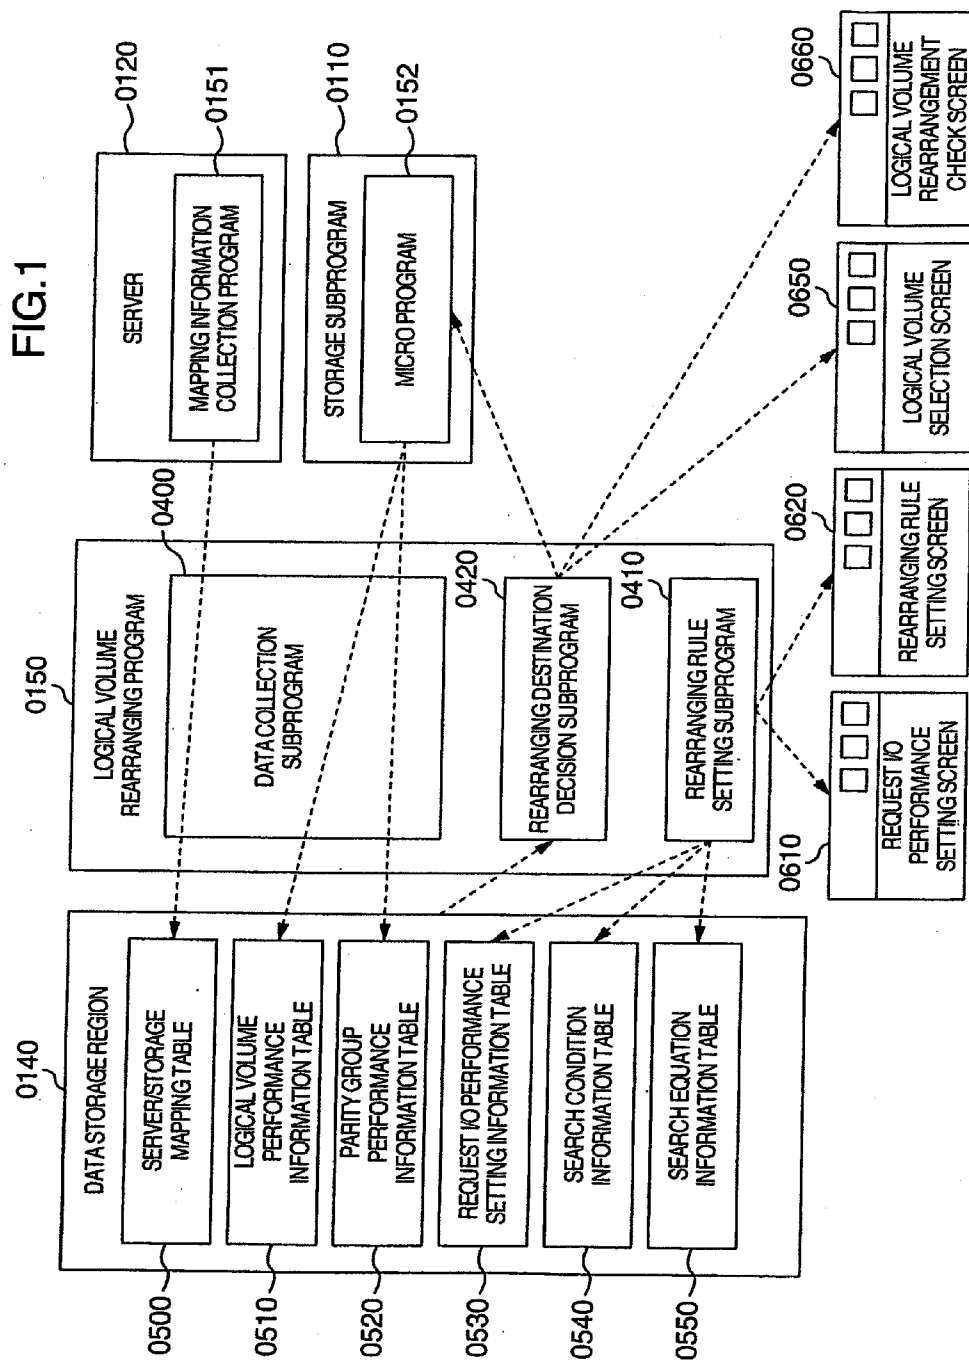 FIG.1
0140
DATA STORAGE REGION
SERVER/STORAGE
MAPPING TABLE
0500
LOGICAL VOLUME
PERFORMANCE
INFORMATION TABLE
0510
PARITY GROUP
PERFORMANCE
INFORMATION TABLE
0520
REQUEST I/O PERFORMANCE
SETTING INFORMATION TABLE
0530
SEARCH CONDITION
INFORMATION TABLE
0540
SEARCH EQUATION
INFORMATION TABLE
0550
0150
LOGICAL VOLUME
REARRANGING PROGRAM
0400
DATA COLLECTION
SUBPROGRAM
0420
REARRANGING DESTINATION
DECISION SUBPROGRAM
0410
REARRANGING RULE
SETTING SUBPROGRAM
0120
SERVER
0151
MAPPING INFORMATION
COLLECTION PROGRAM
0110
STORAGE SUBPROGRAM
0152
MICRO PROGRAM
0610
REQUEST I/O
PERFORMANCE
SETTING SCREEN
0620
REARRANGING RULE
SETTING SCREEN
0650
LOGICAL VOLUME
SELECTION SCREEN
0660
LOGICAL VOLUME
REARRANGEMENT
CHECK SCREEN